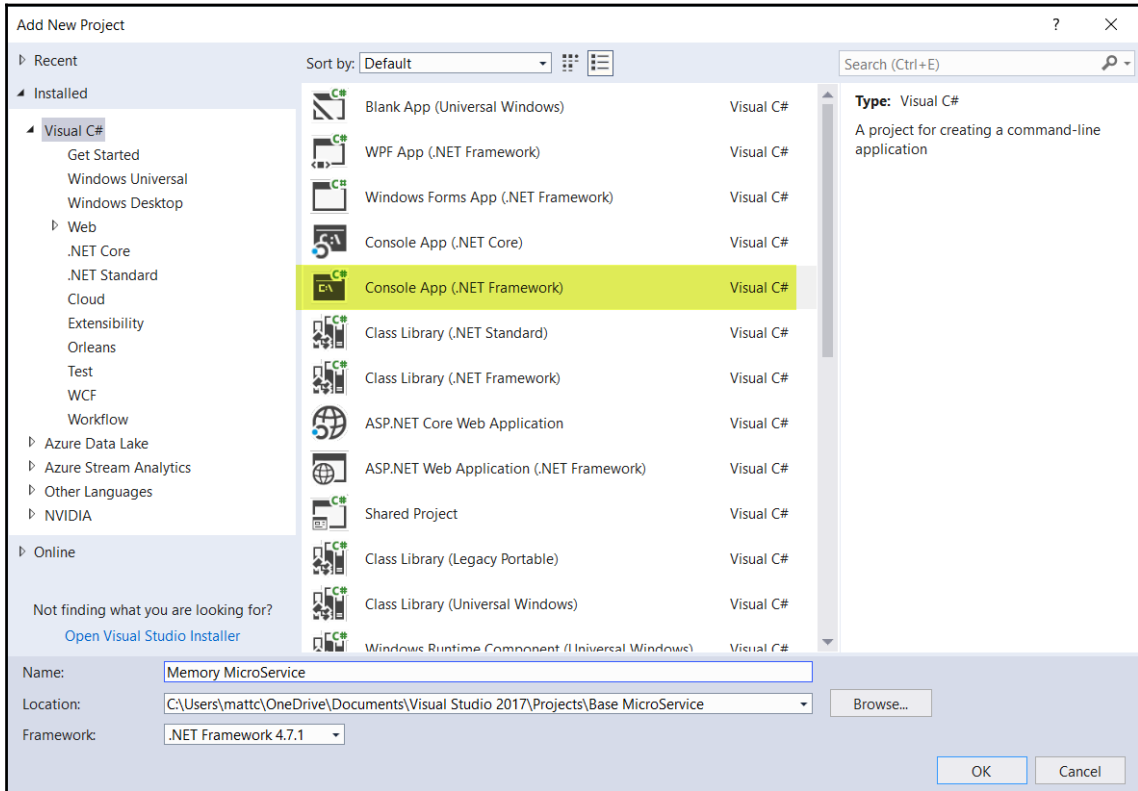 Add New Project
?
Recent
Installed
Visual C#
Get Started
Windows Universal
Windows Desktop
Web
.NET Core
.NET Standard
Cloud
Extensibility
Orleans
Test
WCF
Workflow
Azure Data Lake
Azure Stream Analytics
Other Languages
NVIDIA
Online
Not finding what you are looking for?
Open Visual Studio Installer
Sort by: Default
Search (Ctrl+E)
Blank App (Universal Windows) Visual C#
WPF App (.NET Framework) Visual C#
Windows Forms App (.NET Framework) Visual C#
Console App (.NET Core) Visual C#
Console App (.NET Framework) Visual C#
Class Library (.NET Standard) Visual C#
Class Library (.NET Framework) Visual C#
ASP.NET Core Web Application Visual C#
ASP.NET Web Application (.NET Framework) Visual C#
Shared Project Visual C#
Class Library (Legacy Portable) Visual C#
Class Library (Universal Windows) Visual C#
Windows Runtime Component (Universal Windows) Visual C#
Type: Visual C#
A project for creating a command-line
application
Name: Memory MicroService
Location: C:\Users\mattc\OneDrive\Documents\Visual Studio 2017\Projects\Base MicroService
Browse...
Framework: .NET Framework 4.7.1
OK
Cancel